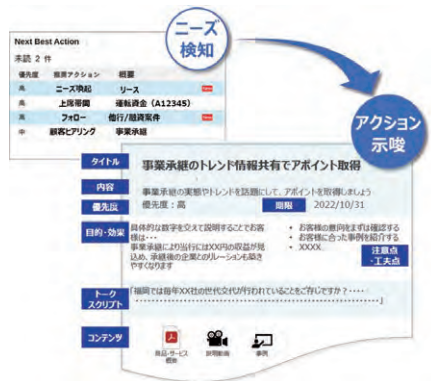 ニーズ
検知
Next Best Action
未読 2 件
優先度 推奨アクション 概要
高 ニーズ喚起 リース New
高 上席帯同 運転資金（A12345）
高 フォロー 他行/融資案件 New
中 顧客ヒアリング 事業承継
アクション
示唆
タイトル 事業承継のトレンド情報共有でアポイント取得
内容 事業承継の実態やトレンドを話題にして、アポイントを取得しましょう
優先度 優先度：高 期限 2022/10/31
目的・効果 具体的な数字を交えて説明することでお客様は・・・
事業承継により当行にはXX円の収益が見込め、承継後の企業とのリレーションも築きやすくなります
• お客様の意向をまずは確認する
• お客様に合った事例を紹介する
• XXXX
注意点
・工夫点
トーク
スクリプト
「福岡では毎年XX社の世代交代が行われていることをご存じですか？・・・・
・・・・・・・・・・・・・・・・・・・・・・・・・・・・・・・・・・・・・・・・・・」
コンテンツ
商品・サービス
概要
説明動画
事例